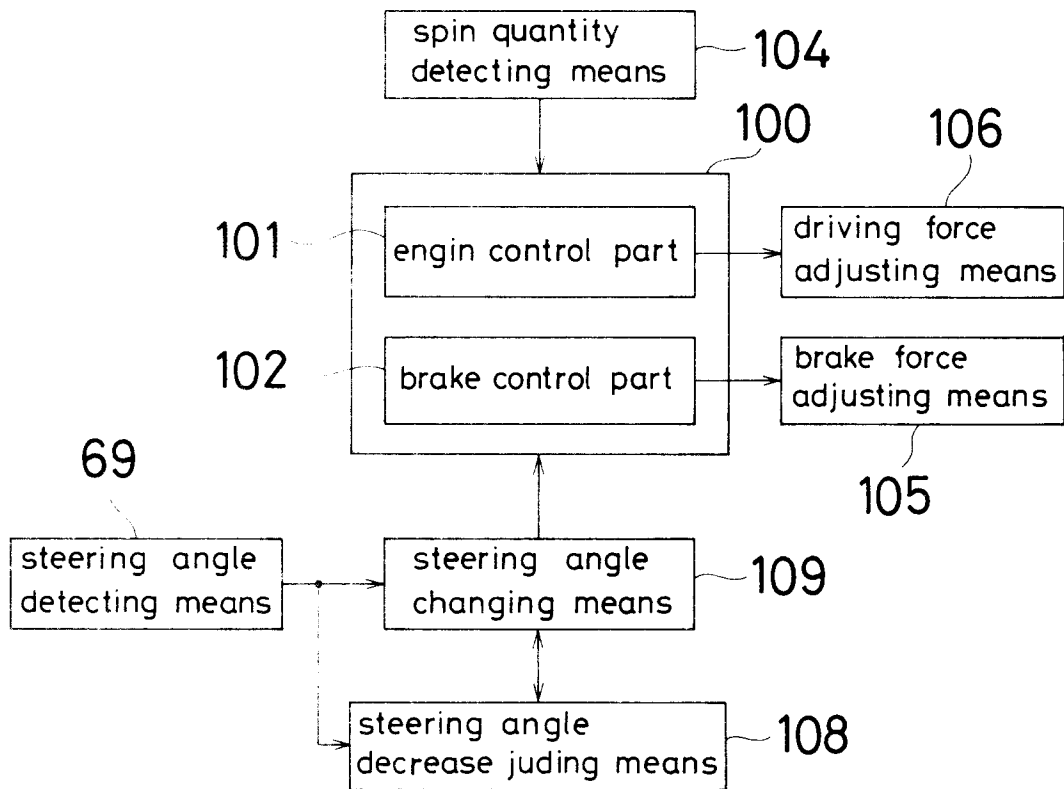 spin quantity
detecting means
104
100
106
101
engin control part
driving force
adjusting means
102
brake control part
brake force
adjusting means
105
69
steering angle
detecting means
steering angle
changing means
109
steering angle
decrease juding means
108